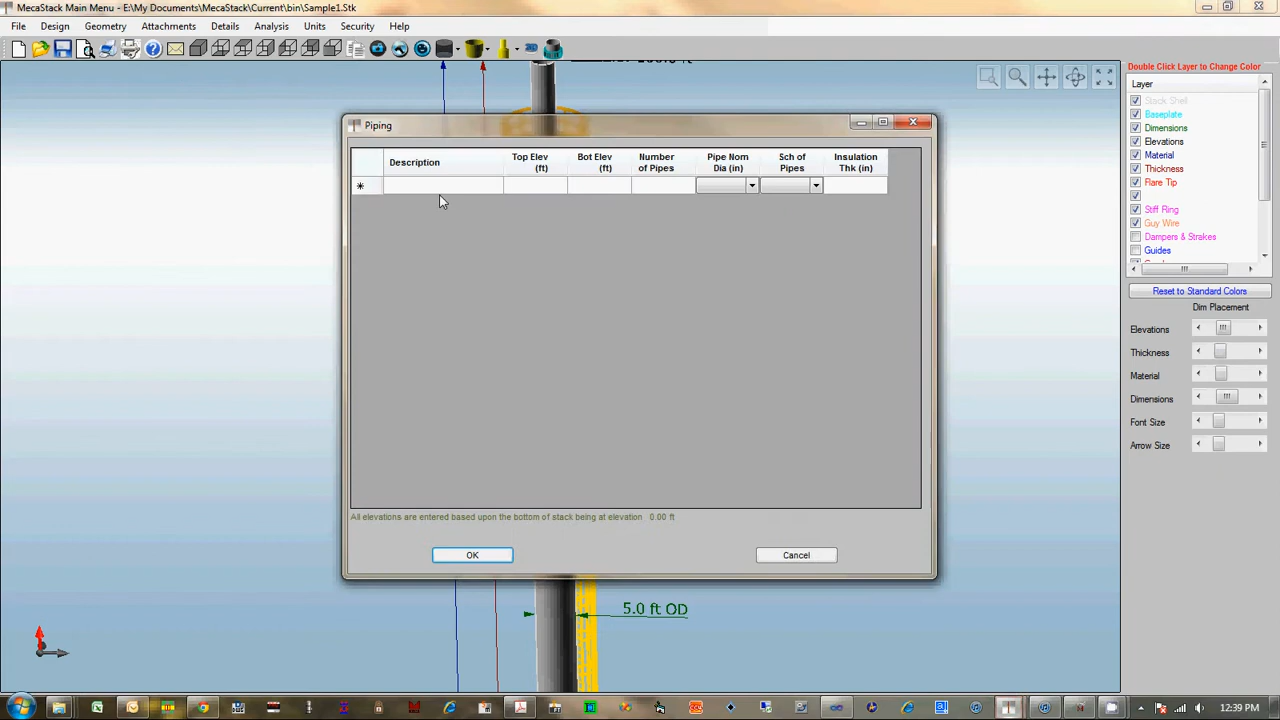 MecaStack Main Menu - E:\My Documents\MecaStack\Current\bin\Sample1.Stk
File Design Geometry Attachments Details Analysis Units Security Help
Double Click Layer to Change Color
Layer
Stack Shell
Baseplate
Dimensions
Elevations
Material
Thickness
Flare Tip
Stiff Ring
Guy Wire
Dampers & Strakes
Guides
Reset to Standard Colors
Dim Placement
Elevations
Thickness
Material
Dimensions
Font Size
Arrow Size
Piping
Description Top Elev (ft) Bot Elev (ft) Number of Pipes Pipe Nom Dia (in) Sch of Pipes Insulation Thk (in)
All elevations are entered based upon the bottom of stack being at elevation 0.00 ft
OK Cancel
5.0 ft OD
12:39 PM